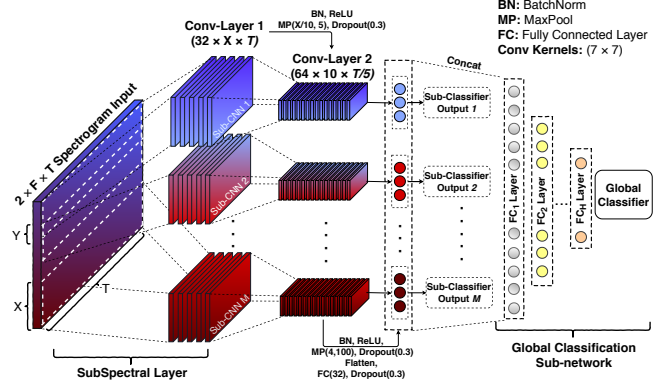 BN: BatchNorm
MP: MaxPool
FC: Fully Connected Layer
Conv Kernels: (7 × 7)
Conv-Layer 1
(32 × X × T)
BN, ReLU
MP(X/10, 5), Dropout(0.3)
Conv-Layer 2
(64 × 10 × T/5)
Concat
2 × F × T Spectrogram Input
Sub-CNN 1
Sub-Classifier
Output 1
Sub-CNN 2
Sub-Classifier
Output 2
Sub-CNN M
Sub-Classifier
Output M
Y
X
T
FC1 Layer
FC2 Layer
FCH Layer
Global
Classifier
BN, ReLU,
MP(4,100), Dropout(0.3)
Flatten,
FC(32), Dropout(0.3)
SubSpectral Layer
Global Classification
Sub-network